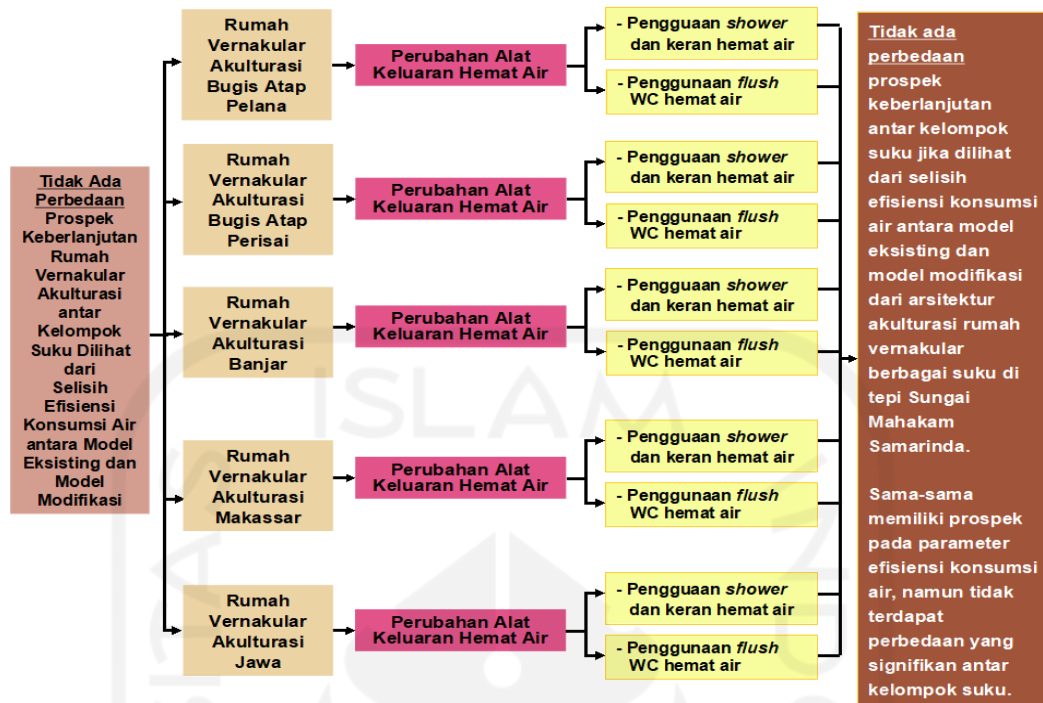 Tidak Ada
Perbedaan
Prospek
Keberlanjutan
Rumah
Vernakular
Akulturasi
antar
Kelompok
Suku Dilihat
dari
Selisih
Efisiensi
Konsumsi Air
antara Model
Eksisting dan
Model
Modifikasi
Rumah
Vernakular
Akulturasi
Bugis Atap
Pelana
Perubahan Alat
Keluaran Hemat Air
- Pengguaan shower
dan keran hemat air
- Penggunaan flush
WC hemat air
Rumah
Vernakular
Akulturasi
Bugis Atap
Perisai
Perubahan Alat
Keluaran Hemat Air
- Pengguaan shower
dan keran hemat air
- Penggunaan flush
WC hemat air
Rumah
Vernakular
Akulturasi
Banjar
Perubahan Alat
Keluaran Hemat Air
- Pengguaan shower
dan keran hemat air
- Penggunaan flush
WC hemat air
Rumah
Vernakular
Akulturasi
Makassar
Perubahan Alat
Keluaran Hemat Air
- Pengguaan shower
dan keran hemat air
- Penggunaan flush
WC hemat air
Rumah
Vernakular
Akulturasi
Jawa
Perubahan Alat
Keluaran Hemat Air
- Pengguaan shower
dan keran hemat air
- Penggunaan flush
WC hemat air
Tidak ada
perbedaan
prospek
keberlanjutan
antar kelompok
suku jika dilihat
dari selisih
efisiensi konsumsi
air antara model
eksisting dan
model modifikasi
dari arsitektur
akulturasi rumah
vernakular
berbagai suku di
tepi Sungai
Mahakam
Samarinda.
Sama-sama
memiliki prospek
pada parameter
efisiensi konsumsi
air, namun tidak
terdapat
perbedaan yang
signifikan antar
kelompok suku.
ISLAM